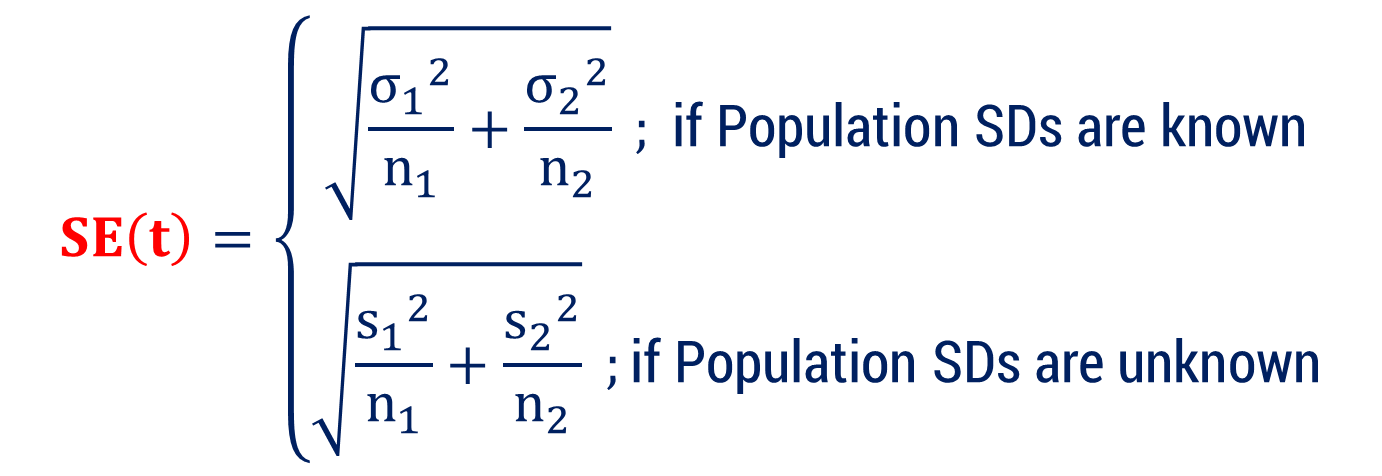 √(σ₁²/n₁ + σ₂²/n₂) ; if Population SDs are known
SE(t) = {
√(s₁²/n₁ + s₂²/n₂) ; if Population SDs are unknown